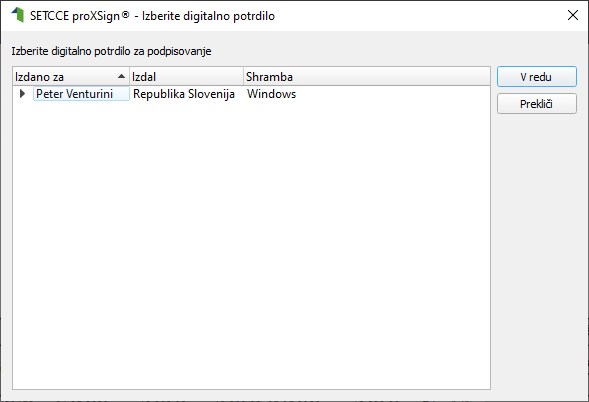 SETCCE proXSign® - Izberite digitalno potrdilo
Izberite digitalno potrdilo za podpisovanje
Izdano za Izdal Shramba
Peter Venturini Republika Slovenija Windows
V redu
Prekliči